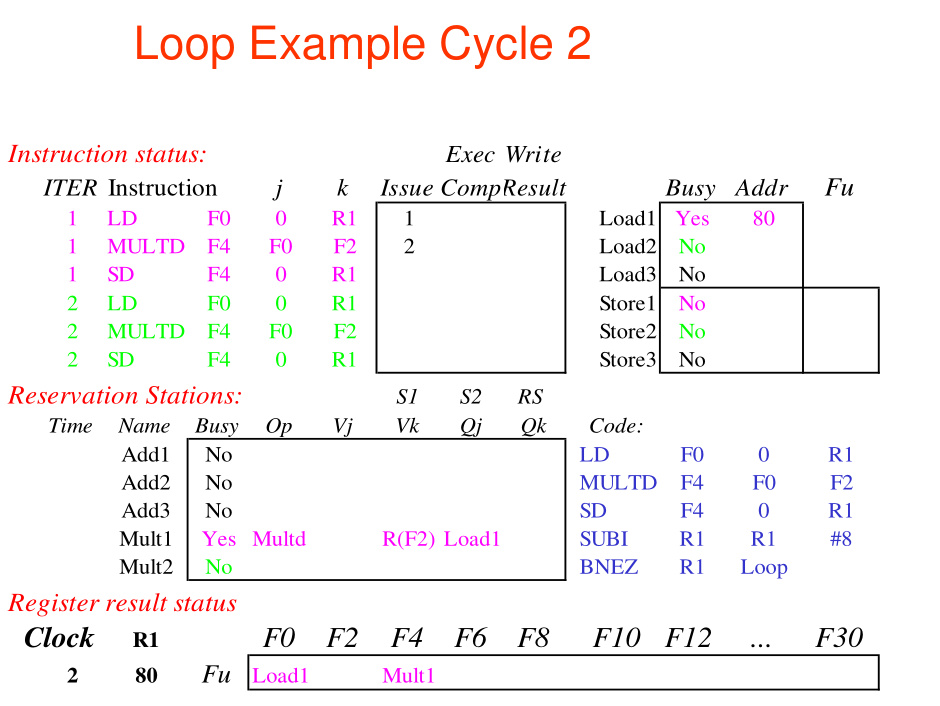 Loop Example Cycle 2
Instruction status: Exec Write
ITER Instruction j k Issue CompResult Busy Addr Fu
1 LD F0 0 R1 1 Load1 Yes 80
1 MULTD F4 F0 F2 2 Load2 No
1 SD F4 0 R1 Load3 No
2 LD F0 0 R1 Store1 No
2 MULTD F4 F0 F2 Store2 No
2 SD F4 0 R1 Store3 No
Reservation Stations: S1 S2 RS
Time Name Busy Op Vj Vk Qj Qk Code:
Add1 No LD F0 0 R1
Add2 No MULTD F4 F0 F2
Add3 No SD F4 0 R1
Mult1 Yes Multd R(F2) Load1 SUBI R1 R1 #8
Mult2 No BNEZ R1 Loop
Register result status
Clock R1 F0 F2 F4 F6 F8 F10 F12 ... F30
2 80 Fu Load1 Mult1